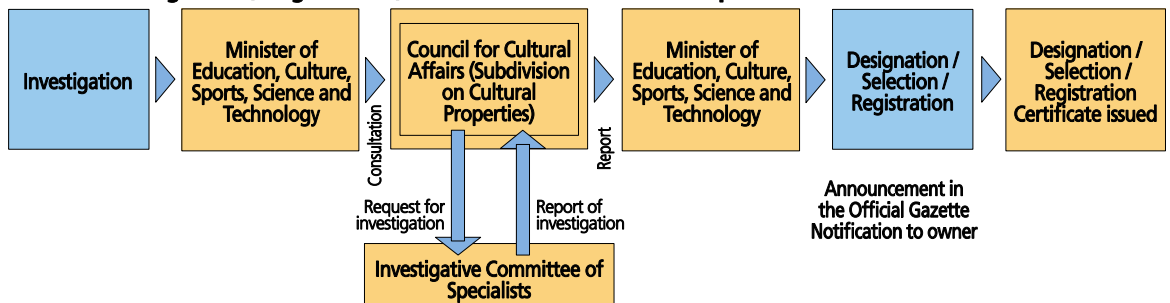 Investigation
Minister of
Education, Culture,
Sports, Science and
Technology
Consultation
Council for Cultural
Affairs (Subdivision
on Cultural
Properties)
Report
Minister of
Education, Culture,
Sports, Science and
Technology
Designation /
Selection /
Registration
Designation /
Selection /
Registration
Certificate issued
Request for
investigation
Report of
investigation
Announcement in
the Official Gazette
Notification to owner
Investigative Committee of
Specialists